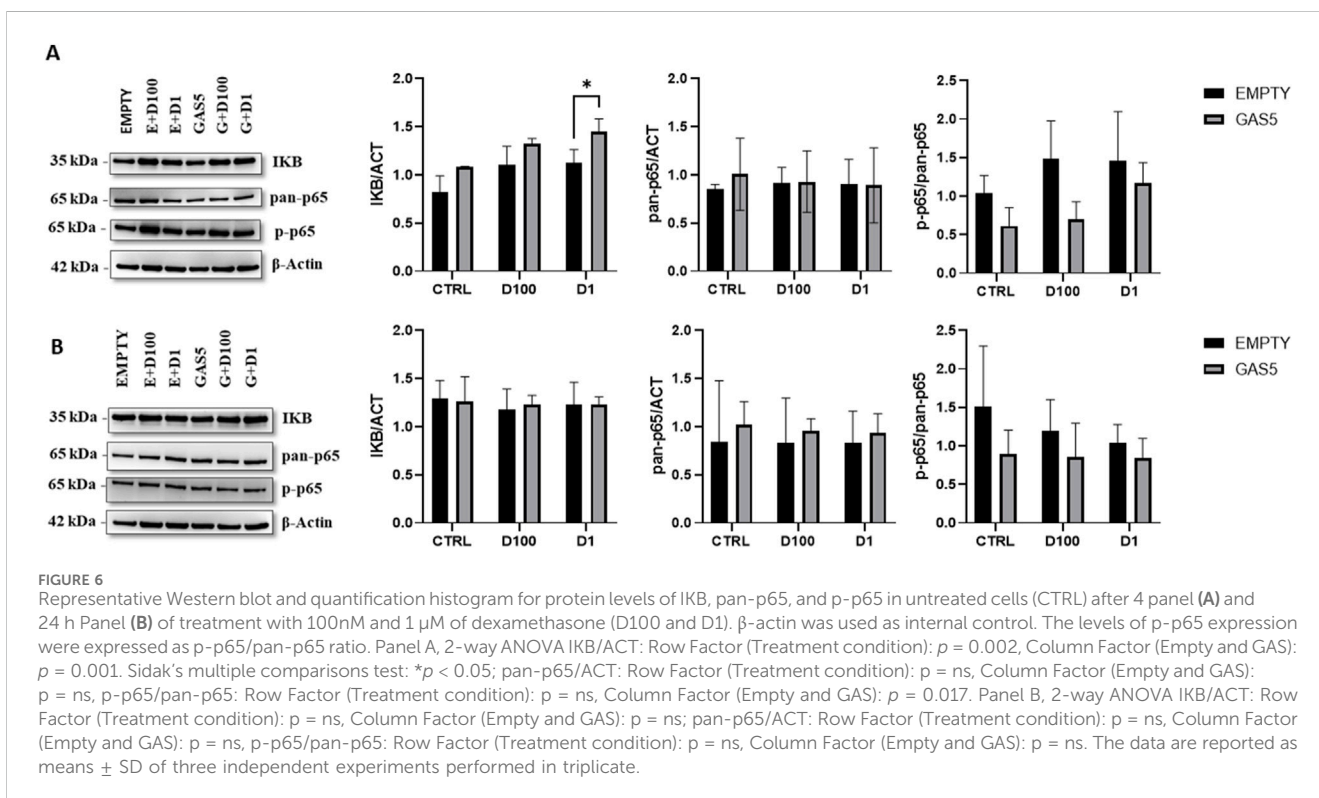 A
EMPTY
E+D100
E+D1
GAS5
G+D100
G+D1
35 kDa
IKB
65 kDa
pan-p65
65 kDa
p-p65
42 kDa
β-Actin
IKB/ACT
2.0
1.5
1.0
0.5
0.0
*
CTRL D100 D1
pan-p65/ACT
2.0
1.5
1.0
0.5
0.0
CTRL D100 D1
p-p65/pan-p65
2.5
2.0
1.5
1.0
0.5
0.0
CTRL D100 D1
EMPTY
GAS5
B
EMPTY
E+D100
E+D1
GAS5
G+D100
G+D1
35 kDa
IKB
65 kDa
pan-p65
65 kDa
p-p65
42 kDa
β-Actin
IKB/ACT
2.0
1.5
1.0
0.5
0.0
CTRL D100 D1
pan-p65/ACT
2.0
1.5
1.0
0.5
0.0
CTRL D100 D1
p-p65/pan-p65
2.5
2.0
1.5
1.0
0.5
0.0
CTRL D100 D1
EMPTY
GAS5
FIGURE 6
Representative Western blot and quantification histogram for protein levels of IKB, pan-p65, and p-p65 in untreated cells (CTRL) after 4 panel (A) and
24 h Panel (B) of treatment with 100nM and 1 μM of dexamethasone (D100 and D1). β-actin was used as internal control. The levels of p-p65 expression
were expressed as p-p65/pan-p65 ratio. Panel A, 2-way ANOVA IKB/ACT: Row Factor (Treatment condition): p = 0.002, Column Factor (Empty and GAS):
p = 0.001. Sidak's multiple comparisons test: *p < 0.05; pan-p65/ACT: Row Factor (Treatment condition): p = ns, Column Factor (Empty and GAS):
p = ns, p-p65/pan-p65: Row Factor (Treatment condition): p = ns, Column Factor (Empty and GAS): p = 0.017. Panel B, 2-way ANOVA IKB/ACT: Row
Factor (Treatment condition): p = ns, Column Factor (Empty and GAS): p = ns; pan-p65/ACT: Row Factor (Treatment condition): p = ns, Column Factor
(Empty and GAS): p = ns, p-p65/pan-p65: Row Factor (Treatment condition): p = ns, Column Factor (Empty and GAS): p = ns. The data are reported as
means ± SD of three independent experiments performed in triplicate.